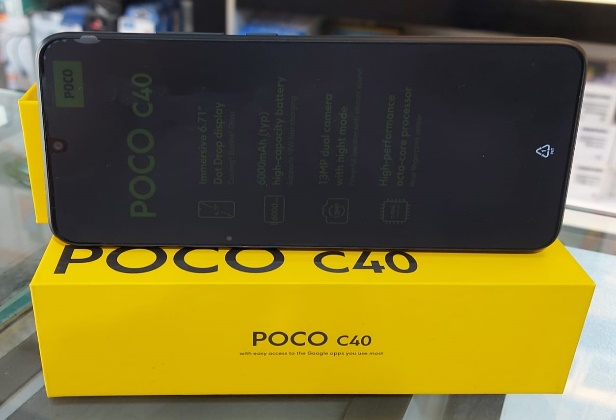 POCO
POCO C40
Immersive 6.71"
Dot Drop display
6000mAh (typ)
high-capacity battery
13MP dual camera
with night mode
High-performance
octa-core processor
POCO C40
POCO C40
with easy access to the Google apps you use most